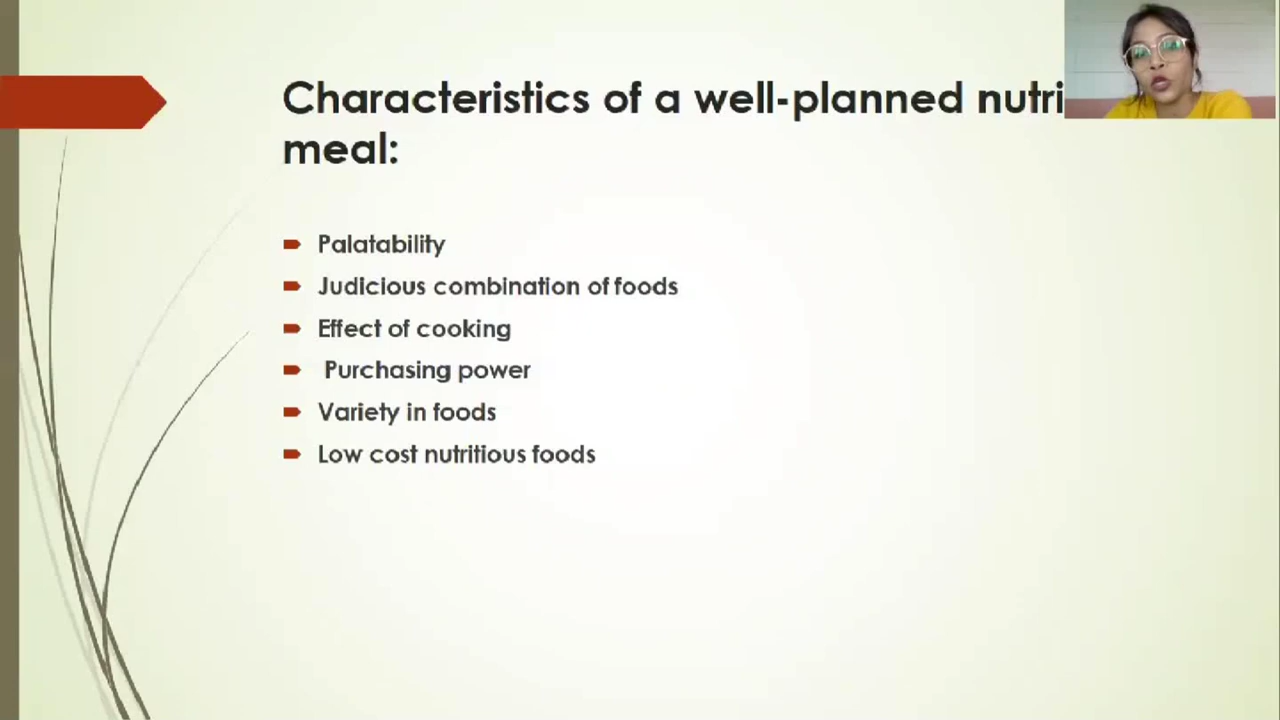 Characteristics of a well-planned nutri
meal:
Palatability
Judicious combination of foods
Effect of cooking
Purchasing power
Variety in foods
Low cost nutritious foods